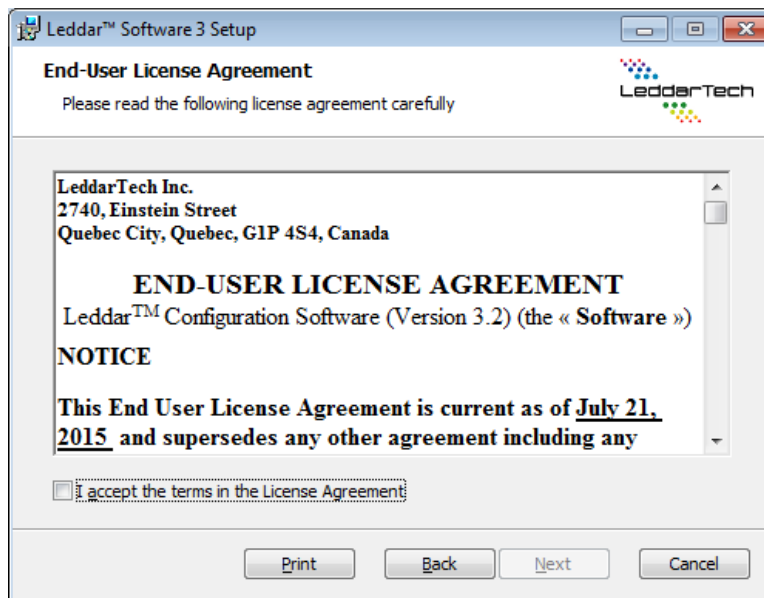 Leddar™ Software 3 Setup
End-User License Agreement
Please read the following license agreement carefully
LeddarTech
LeddarTech Inc.
2740, Einstein Street
Quebec City, Quebec, G1P 4S4, Canada
END-USER LICENSE AGREEMENT
Leddar™ Configuration Software (Version 3.2) (the « Software »)
NOTICE
This End User License Agreement is current as of July 21,
2015 and supersedes any other agreement including any
I accept the terms in the License Agreement
Print Back Next Cancel